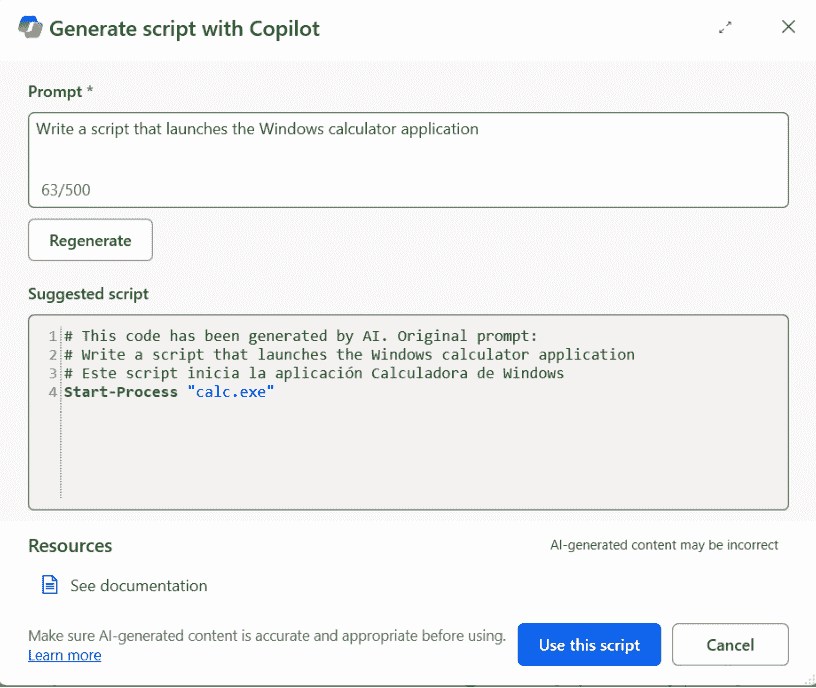 Generate script with Copilot
Prompt *
Write a script that launches the Windows calculator application
63/500
Regenerate
Suggested script
1 # This code has been generated by AI. Original prompt:
2 # Write a script that launches the Windows calculator application
3 # Este script inicia la aplicación Calculadora de Windows
4 Start-Process "calc.exe"
Resources
AI-generated content may be incorrect
See documentation
Make sure AI-generated content is accurate and appropriate before using.
Learn more
Use this script
Cancel